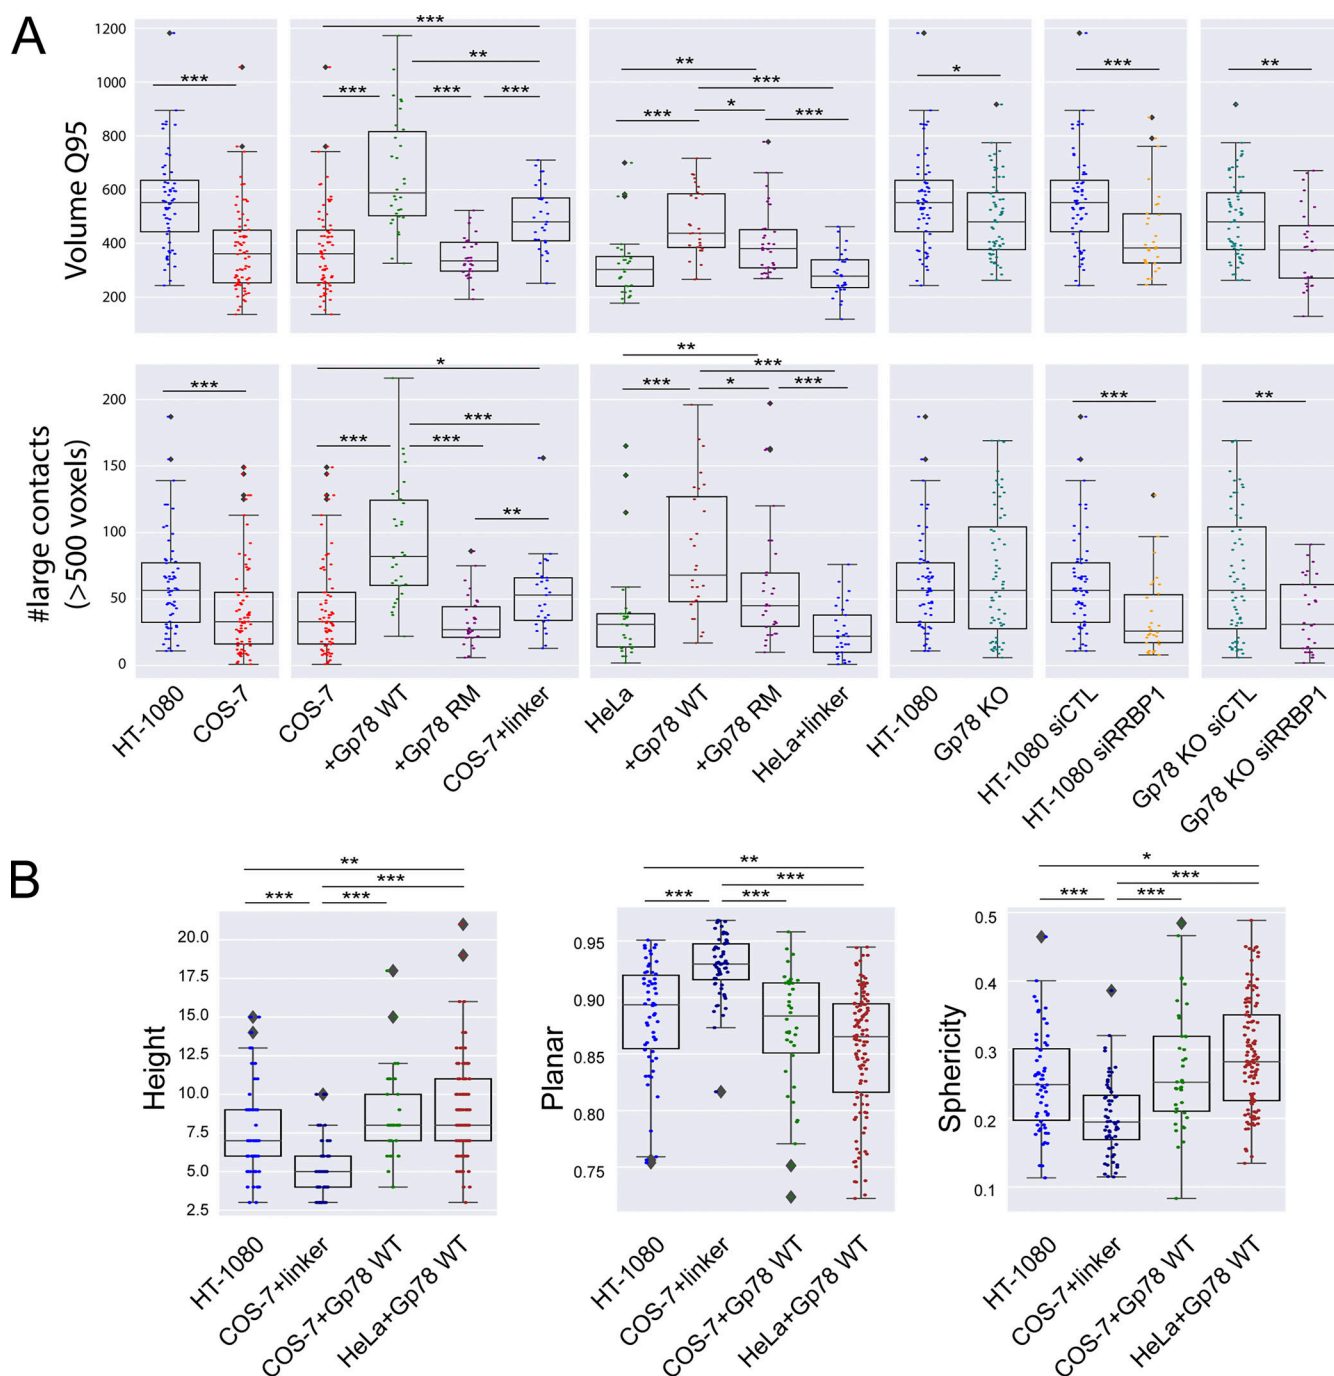 A
Volume Q95
1200
1000
800
600
400
200
***
***
**
***
***
***
**
***
*
***
***
*
***
**
#large contacts
(>500 voxels)
200
150
100
50
0
***
*
***
***
***
**
**
***
***
*
***
***
**
HT-1080
COS-7
COS-7
+Gp78 WT
+Gp78 RM
COS-7+linker
HeLa
+Gp78 WT
+Gp78 RM
HeLa+linker
HT-1080
Gp78 KO
HT-1080 siCTL
HT-1080 siRRBP1
Gp78 KO siCTL
Gp78 KO siRRBP1
B
Height
20.0
17.5
15.0
12.5
10.0
7.5
5.0
2.5
**
***
***
***
HT-1080
COS-7+linker
COS-7+Gp78 WT
HeLa+Gp78 WT
Planar
0.95
0.90
0.85
0.80
0.75
**
***
***
***
HT-1080
COS-7+linker
COS-7+Gp78 WT
HeLa+Gp78 WT
Sphericity
0.5
0.4
0.3
0.2
0.1
*
***
***
***
HT-1080
COS-7+linker
COS-7+Gp78 WT
HeLa+Gp78 WT